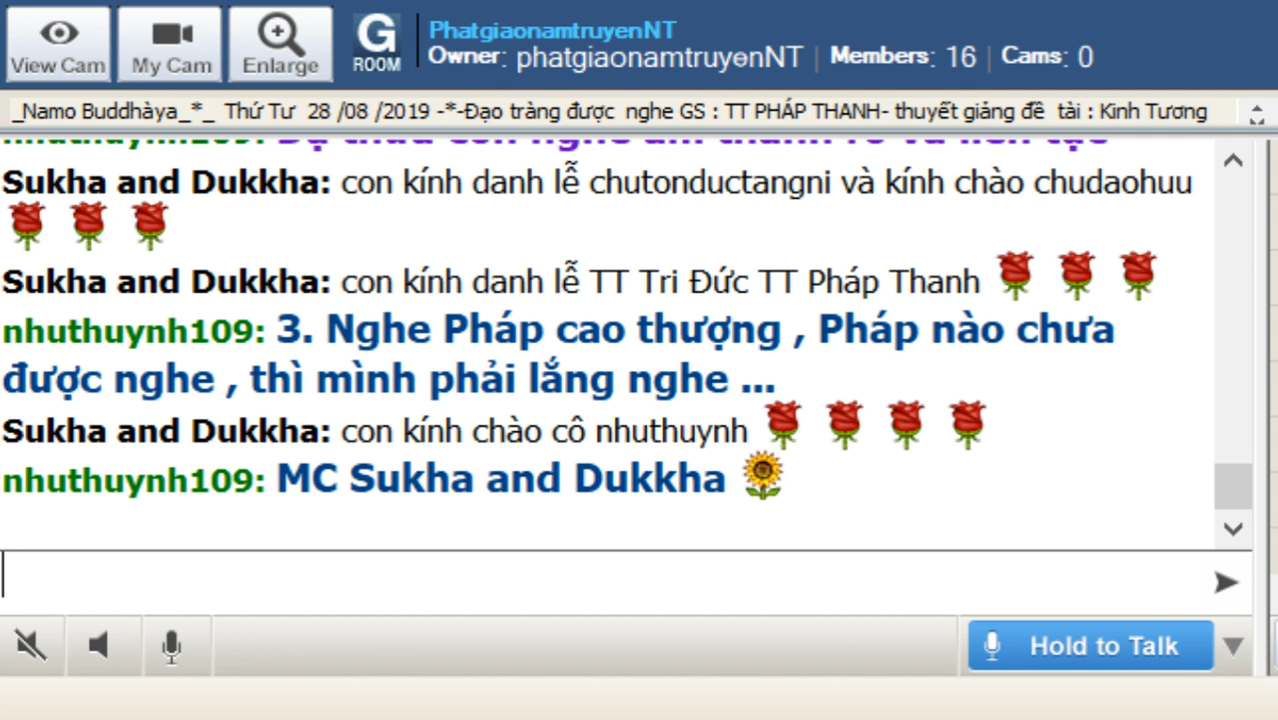 View Cam
My Cam
Enlarge
G
ROOM
PhatgiaonamtruyenNT
Owner: phatgiaonamtruyenNT | Members: 16 | Cams: 0
_Namo Buddhàya_*_ Thứ Tư 28 /08 /2019 -*-Đạo tràng được nghe GS : TT PHÁP THANH- thuyết giảng đề tài : Kinh Tương
Sukha and Dukkha: con kính danh lễ chutonductangni và kính chào chudaohuu
Sukha and Dukkha: con kính danh lễ TT Tri Đức TT Pháp Thanh
nhuthuynh109: 3. Nghe Pháp cao thượng , Pháp nào chưa
được nghe , thì mình phải lắng nghe ...
Sukha and Dukkha: con kính chào cô nhuthuynh
nhuthuynh109: MC Sukha and Dukkha
Hold to Talk